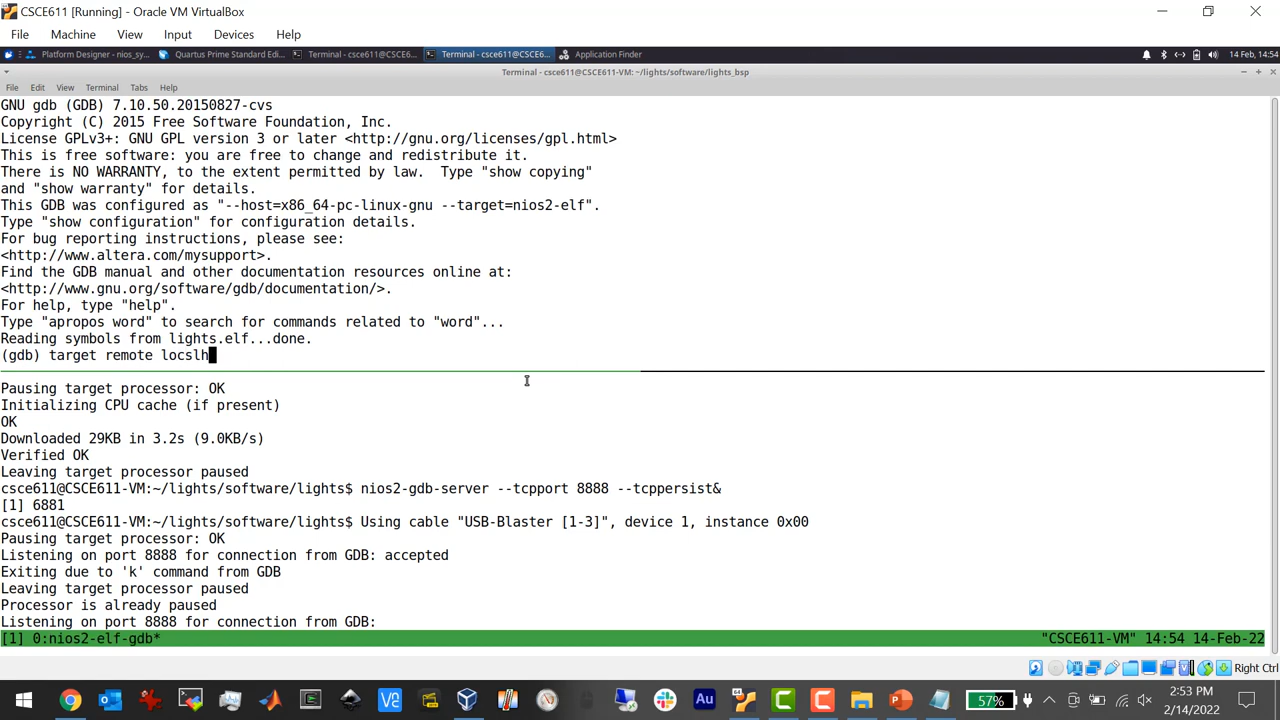 CSCE611 [Running] - Oracle VM VirtualBox
File Machine View Input Devices Help
Platform Designer - nios_sy... Quartus Prime Standard Edi... Terminal - csce611@CSCE6... Terminal - csce611@CSCE6... Application Finder 14 Feb, 14:54
Terminal - csce611@CSCE611-VM: ~/lights/software/lights_bsp
File Edit View Terminal Tabs Help
GNU gdb (GDB) 7.10.50.20150827-cvs
Copyright (C) 2015 Free Software Foundation, Inc.
License GPLv3+: GNU GPL version 3 or later <http://gnu.org/licenses/gpl.html>
This is free software: you are free to change and redistribute it.
There is NO WARRANTY, to the extent permitted by law.  Type "show copying"
and "show warranty" for details.
This GDB was configured as "--host=x86_64-pc-linux-gnu --target=nios2-elf".
Type "show configuration" for configuration details.
For bug reporting instructions, please see:
<http://www.altera.com/mysupport>.
Find the GDB manual and other documentation resources online at:
<http://www.gnu.org/software/gdb/documentation/>.
For help, type "help".
Type "apropos word" to search for commands related to "word"...
Reading symbols from lights.elf...done.
(gdb) target remote locslh
Pausing target processor: OK
Initializing CPU cache (if present)
OK
Downloaded 29KB in 3.2s (9.0KB/s)
Verified OK
Leaving target processor paused
csce611@CSCE611-VM:~/lights/software/lights$ nios2-gdb-server --tcpport 8888 --tcppersist&
[1] 6881
csce611@CSCE611-VM:~/lights/software/lights$ Using cable "USB-Blaster [1-3]", device 1, instance 0x00
Pausing target processor: OK
Listening on port 8888 for connection from GDB: accepted
Exiting due to 'k' command from GDB
Leaving target processor paused
Processor is already paused
Listening on port 8888 for connection from GDB:
[1] 0:nios2-elf-gdb* "CSCE611-VM" 14:54 14-Feb-22
Right Ctrl
Au 57% 2:53 PM
2/14/2022